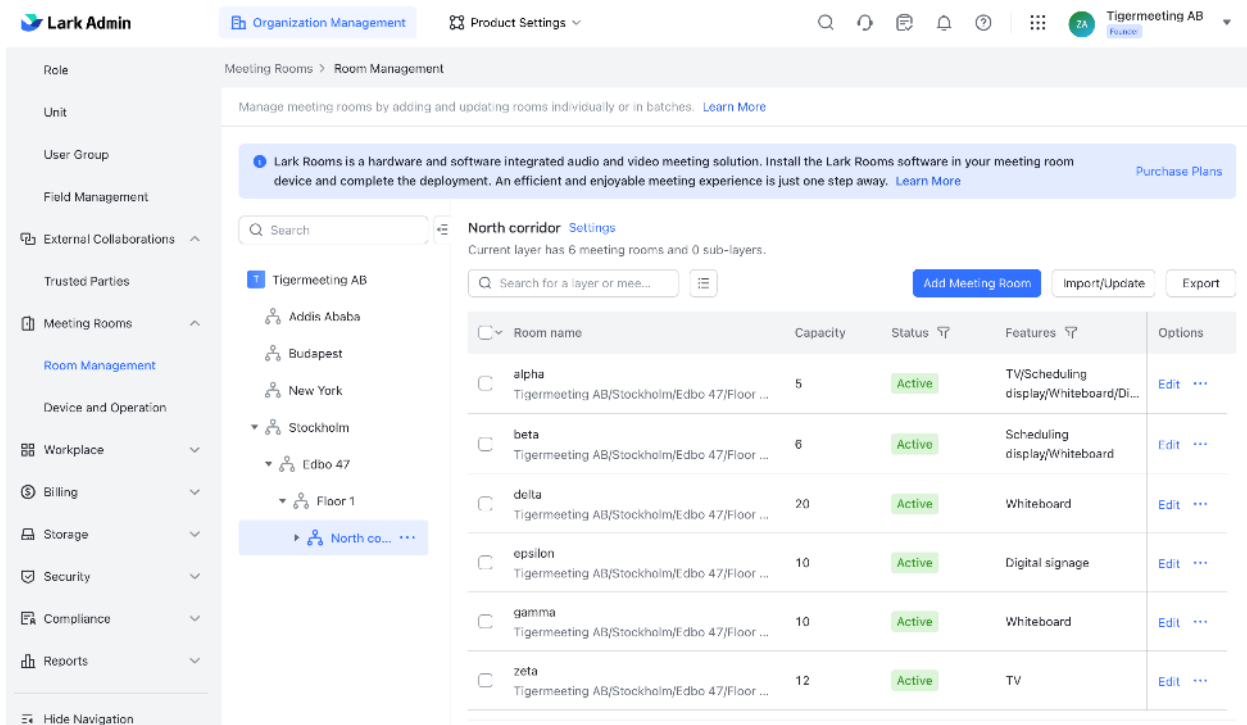 Lark Admin
Organization Management
Product Settings
ZA
Tigermeeting AB
Founder
Role
Unit
User Group
Field Management
External Collaborations
Trusted Parties
Meeting Rooms
Room Management
Device and Operation
Workplace
Billing
Storage
Security
Compliance
Reports
Hide Navigation
Meeting Rooms > Room Management
Manage meeting rooms by adding and updating rooms individually or in batches. Learn More
Lark Rooms is a hardware and software integrated audio and video meeting solution. Install the Lark Rooms software in your meeting room
device and complete the deployment. An efficient and enjoyable meeting experience is just one step away. Learn More
Purchase Plans
Search
T Tigermeeting AB
Addis Ababa
Budapest
New York
Stockholm
Edbo 47
Floor 1
North co... ...
North corridor Settings
Current layer has 6 meeting rooms and 0 sub-layers.
Search for a layer or mee...
Add Meeting Room
Import/Update
Export
Room name Capacity Status Features Options
alpha
Tigermeeting AB/Stockholm/Edbo 47/Floor ...
5
Active
TV/Scheduling
display/Whiteboard/Di...
Edit ...
beta
Tigermeeting AB/Stockholm/Edbo 47/Floor ...
6
Active
Scheduling
display/Whiteboard
Edit ...
delta
Tigermeeting AB/Stockholm/Edbo 47/Floor ...
20
Active
Whiteboard
Edit ...
epsilon
Tigermeeting AB/Stockholm/Edbo 47/Floor ...
10
Active
Digital signage
Edit ...
gamma
Tigermeeting AB/Stockholm/Edbo 47/Floor ...
10
Active
Whiteboard
Edit ...
zeta
Tigermeeting AB/Stockholm/Edbo 47/Floor ...
12
Active
TV
Edit ...